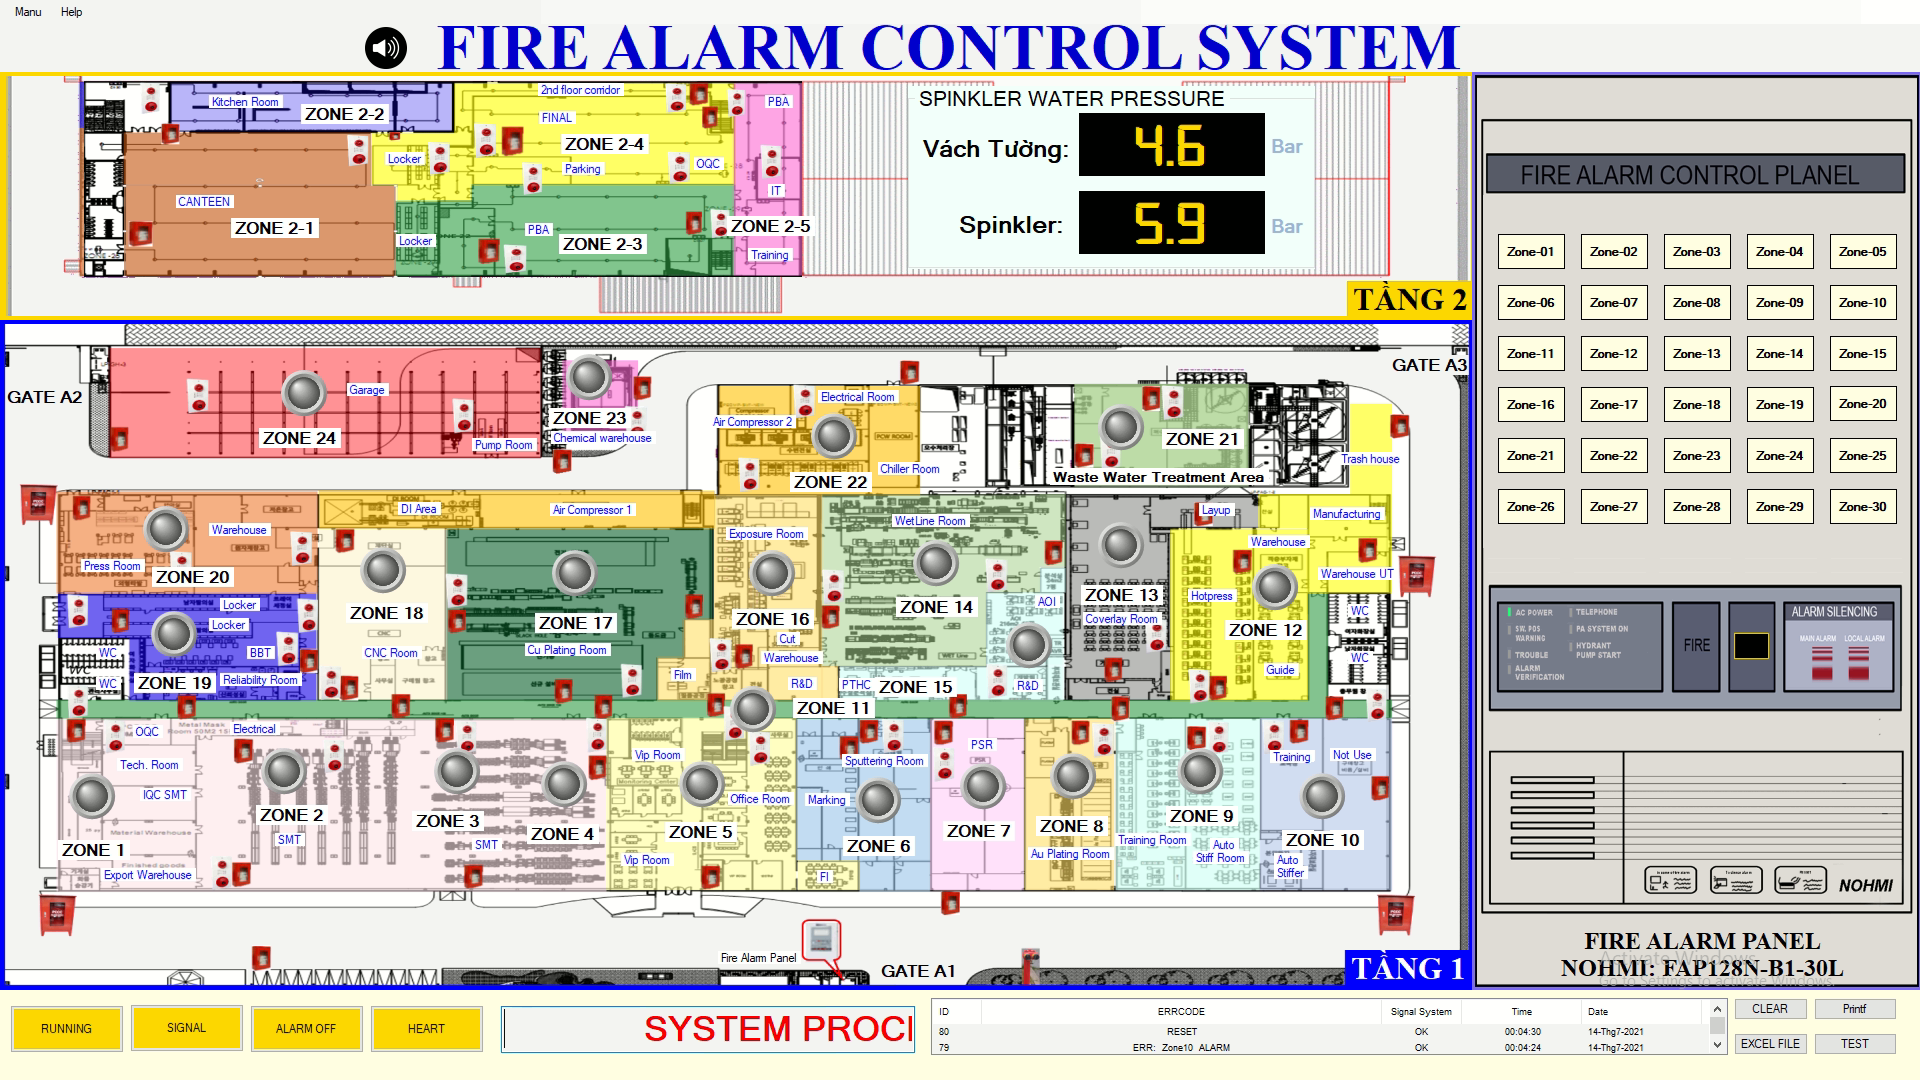 Manu Help
FIRE ALARM CONTROL SYSTEM
Kitchen Room
ZONE 2-2
2nd floor corridor
FINAL
ZONE 2-4
PBA
Locker
Parking
OQC
IT
CANTEEN
ZONE 2-1
Locker
PBA
ZONE 2-3
ZONE 2-5
Training
SPINKLER WATER PRESSURE
Vách Tường: 4.6 Bar
Spinkler: 5.9 Bar
TẦNG 2
GATE A2
Garage
ZONE 24
Pump Room
ZONE 23
Chemical warehouse
GATE A3
Electrical Room
Compressor
Air Compressor 2
PCW ROOM
Chiller Room
ZONE 22
ZONE 21
Waste Water Treatment Area
Trash house
DI Area
Air Compressor 1
Warehouse
Press Room
ZONE 20
ZONE 18
CNC Room
ZONE 17
Cu Plating Room
Exposure Room
ZONE 16
Cut
Warehouse
Film
R&D
WetLine Room
ZONE 14
AOI
PTHC
ZONE 15
R&D
ZONE 13
Coverlay Room
Layup
Manufacturing
Warehouse
Warehouse UT
Hotpress
ZONE 12
Guide
WC
WC
Locker
Locker
WC
BBT
WC
ZONE 19
Reliability Room
ZONE 11
OQC
Electrical
Tech. Room
IQC SMT
Material Warehouse
ZONE 1
Finished goods
Export Warehouse
ZONE 2
SMT
ZONE 3
SMT
ZONE 4
Vip Room
Office Room
ZONE 5
Vip Room
Sputtering Room
Marking
ZONE 6
FI
PSR
ZONE 7
ZONE 8
Au Plating Room
ZONE 9
Training Room
Auto
Stiff Room
Training
Not Use
ZONE 10
Auto
Stiffer
Fire Alarm Panel
GATE A1
TẦNG 1
FIRE ALARM CONTROL PLANEL
Zone-01 Zone-02 Zone-03 Zone-04 Zone-05
Zone-06 Zone-07 Zone-08 Zone-09 Zone-10
Zone-11 Zone-12 Zone-13 Zone-14 Zone-15
Zone-16 Zone-17 Zone-18 Zone-19 Zone-20
Zone-21 Zone-22 Zone-23 Zone-24 Zone-25
Zone-26 Zone-27 Zone-28 Zone-29 Zone-30
AC POWER
SW. POS
WARNING
TROUBLE
ALARM
VERIFICATION
TELEPHONE
PA SYSTEM ON
HYDRANT
PUMP START
FIRE
ALARM SILENCING
MAIN ALARM LOCAL ALARM
NOHMI
FIRE ALARM PANEL
NOHMI: FAP128N-B1-30L
Activate Windows
Go to Settings to activate Windows.
RUNNING SIGNAL ALARM OFF HEART
SYSTEM PROCI
ID ERRCODE Signal System Time Date
80 RESET OK 00:04:30 14-Thg7-2021
79 ERR: Zone10 ALARM OK 00:04:24 14-Thg7-2021
CLEAR Printf
EXCEL FILE TEST